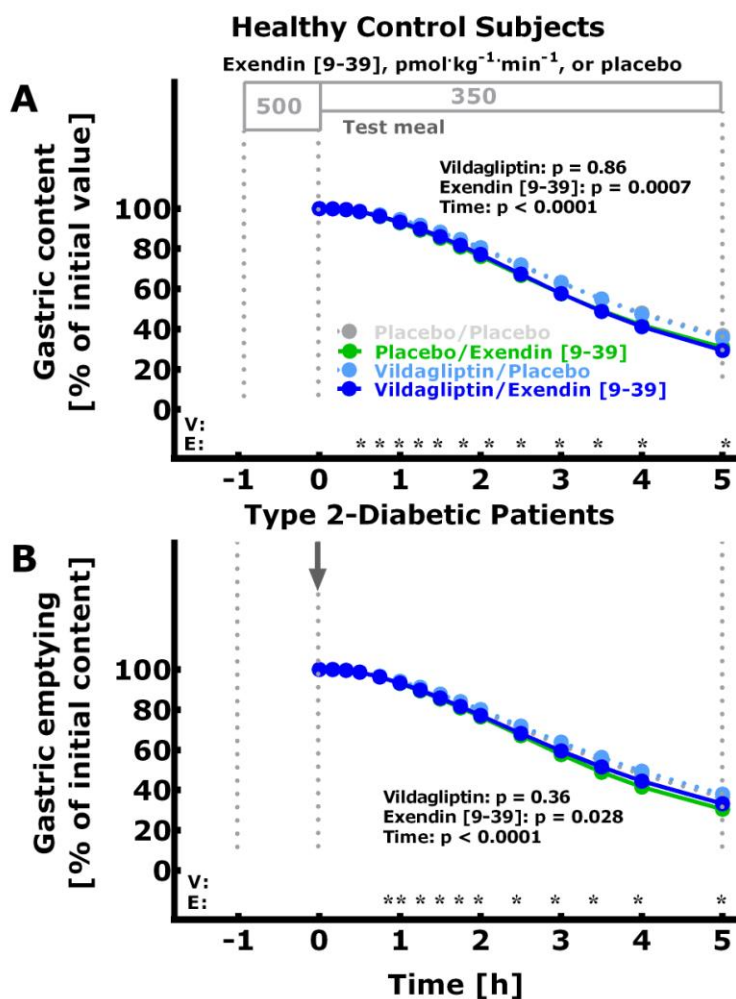 Healthy Control Subjects
Exendin [9-39], pmol·kg⁻¹·min⁻¹, or placebo
A
500
350
Test meal
Vildagliptin: p = 0.86
Exendin [9-39]: p = 0.0007
Time: p < 0.0001
Gastric content
[% of initial value]
100
80
60
40
20
0
Placebo/Placebo
Placebo/Exendin [9-39]
Vildagliptin/Placebo
Vildagliptin/Exendin [9-39]
V:
E: * * * * * * * * * * * *
-1 0 1 2 3 4 5
Type 2-Diabetic Patients
B
Gastric emptying
[% of initial content]
100
80
60
40
20
0
Vildagliptin: p = 0.36
Exendin [9-39]: p = 0.028
Time: p < 0.0001
V:
E: * * * * * * * * * * *
-1 0 1 2 3 4 5
Time [h]